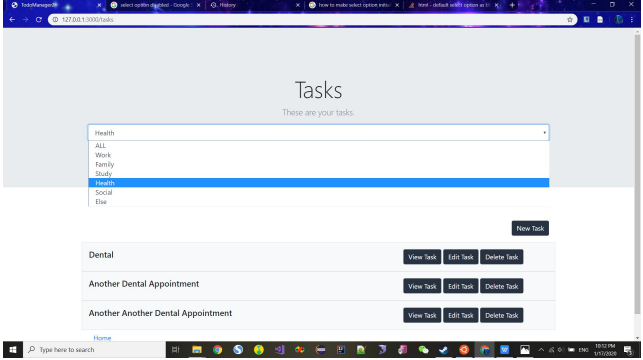 TodoManager
select option disabled - Google
History
how to make select option initial
html - default select option as bl
127.0.0.1:3000/tasks
Tasks
These are your tasks.
Health
ALL
Work
Family
Study
Health
Social
Else
New Task
Dental View Task Edit Task Delete Task
Another Dental Appointment View Task Edit Task Delete Task
Another Another Dental Appointment View Task Edit Task Delete Task
Home
Type here to search
ENG
10:12 PM
1/17/2020